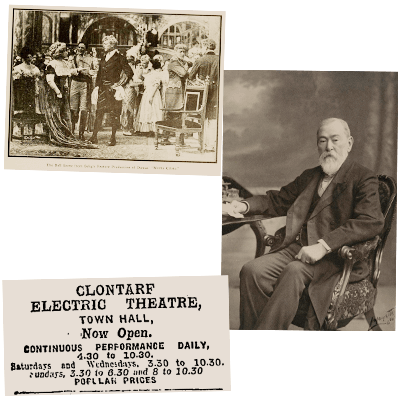 CLONTARF
ELECTRIC THEATRE,
TOWN HALL,
Now Open.
CONTINUOUS PERFORMANCE DAILY,
4.30 to 10.30.
Saturdays and Wednesdays, 3.30 to 10.30.
Sundays, 3.30 to 6.30 and 8 to 10.30
POPULAR PRICES